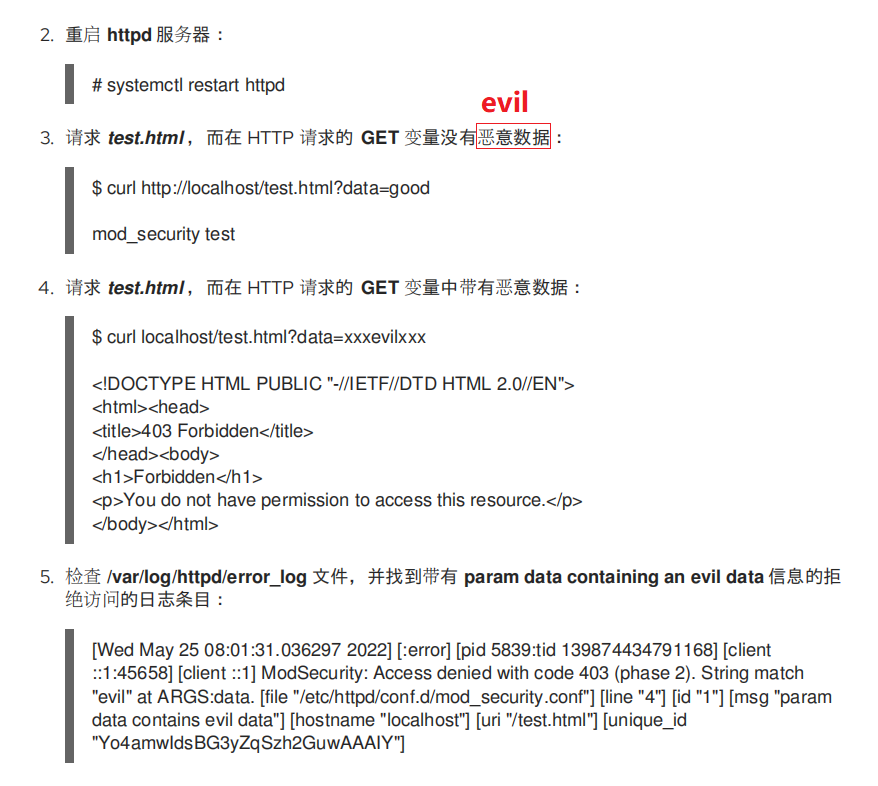 2. 重启 httpd 服务器：
# systemctl restart httpd
evil
3. 请求 test.html，而在 HTTP 请求的 GET 变量没有恶意数据：
$ curl http://localhost/test.html?data=good
mod_security test
4. 请求 test.html，而在 HTTP 请求的 GET 变量中带有恶意数据：
$ curl localhost/test.html?data=xxxevilxxx
<!DOCTYPE HTML PUBLIC "-//IETF//DTD HTML 2.0//EN">
<html><head>
<title>403 Forbidden</title>
</head><body>
<h1>Forbidden</h1>
<p>You do not have permission to access this resource.</p>
</body></html>
5. 检查 /var/log/httpd/error_log 文件，并找到带有 param data containing an evil data 信息的拒
绝访问的日志条目：
[Wed May 25 08:01:31.036297 2022] [:error] [pid 5839:tid 139874434791168] [client
::1:45658] [client ::1] ModSecurity: Access denied with code 403 (phase 2). String match
"evil" at ARGS:data. [file "/etc/httpd/conf.d/mod_security.conf"] [line "4"] [id "1"] [msg "param
data contains evil data"] [hostname "localhost"] [uri "/test.html"] [unique_id
"Yo4amwIdsBG3yZqSzh2GuwAAAIY"]